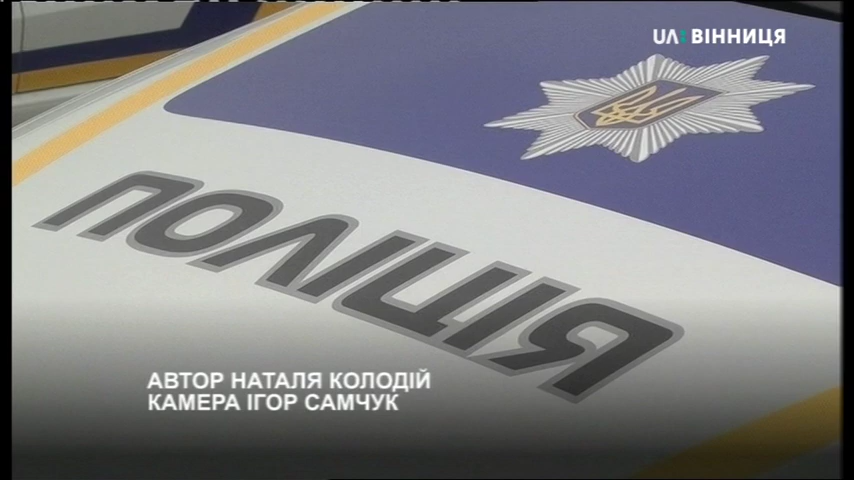 UA: ВІННИЦЯ
ПОЛІЦІЯ
АВТОР НАТАЛЯ КОЛОДІЙ
КАМЕРА ІГОР САМЧУК